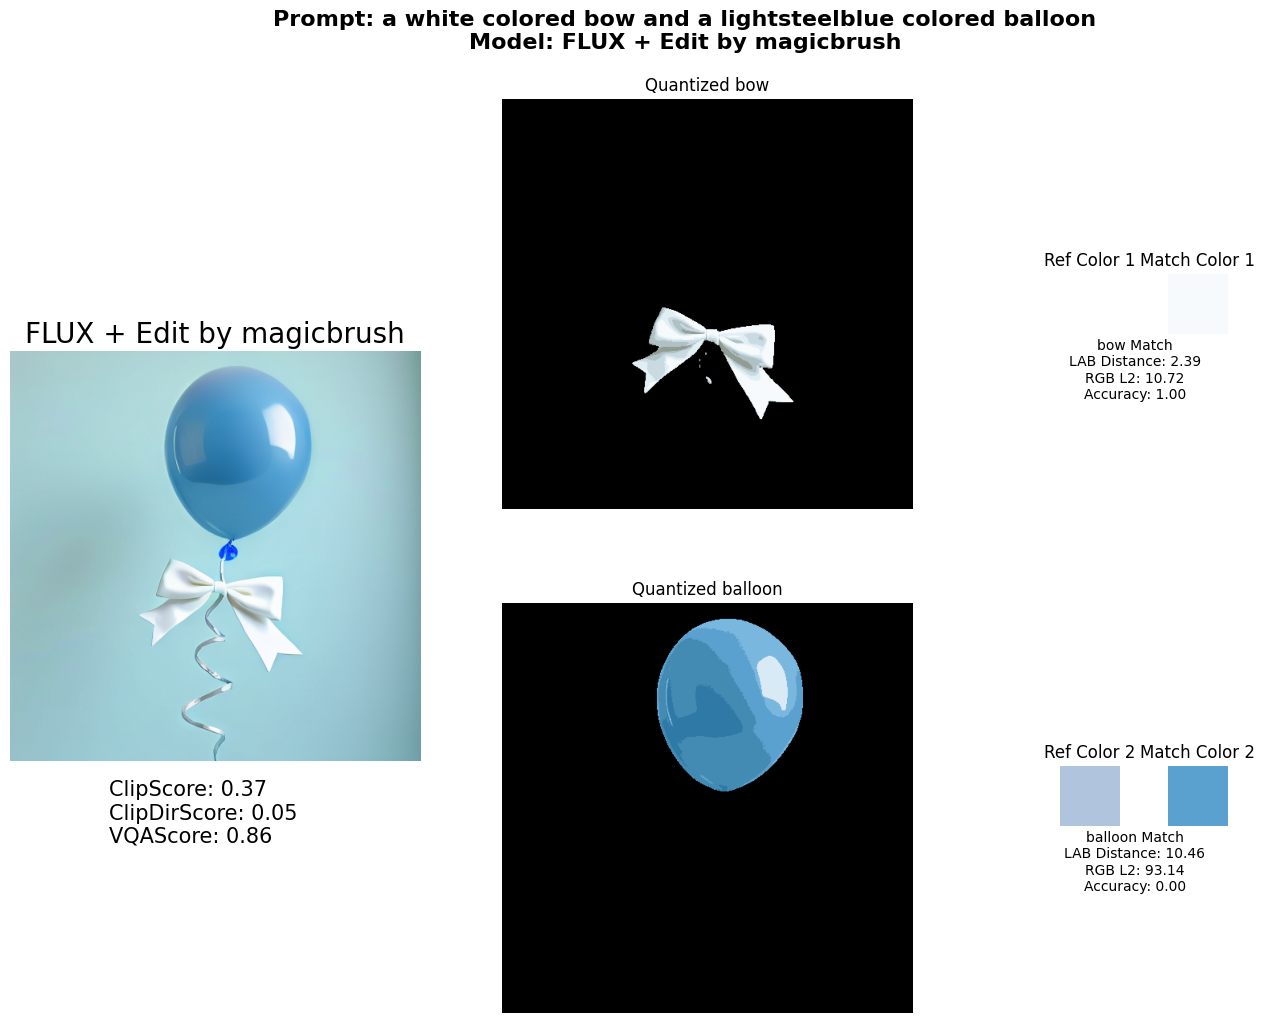 Prompt: a white colored bow and a lightsteelblue colored balloon
Model: FLUX + Edit by magicbrush
Quantized bow
Ref Color 1 Match Color 1
bow Match
LAB Distance: 2.39
RGB L2: 10.72
Accuracy: 1.00
FLUX + Edit by magicbrush
ClipScore: 0.37
ClipDirScore: 0.05
VQAScore: 0.86
Quantized balloon
Ref Color 2 Match Color 2
balloon Match
LAB Distance: 10.46
RGB L2: 93.14
Accuracy: 0.00